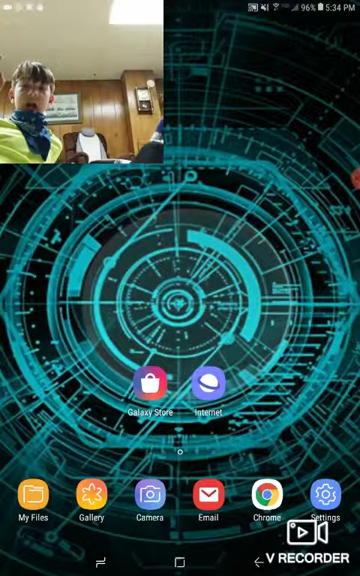 96% 5:34 PM
Galaxy Store Internet
My Files Gallery Camera Email Chrome Settings
V RECORDER